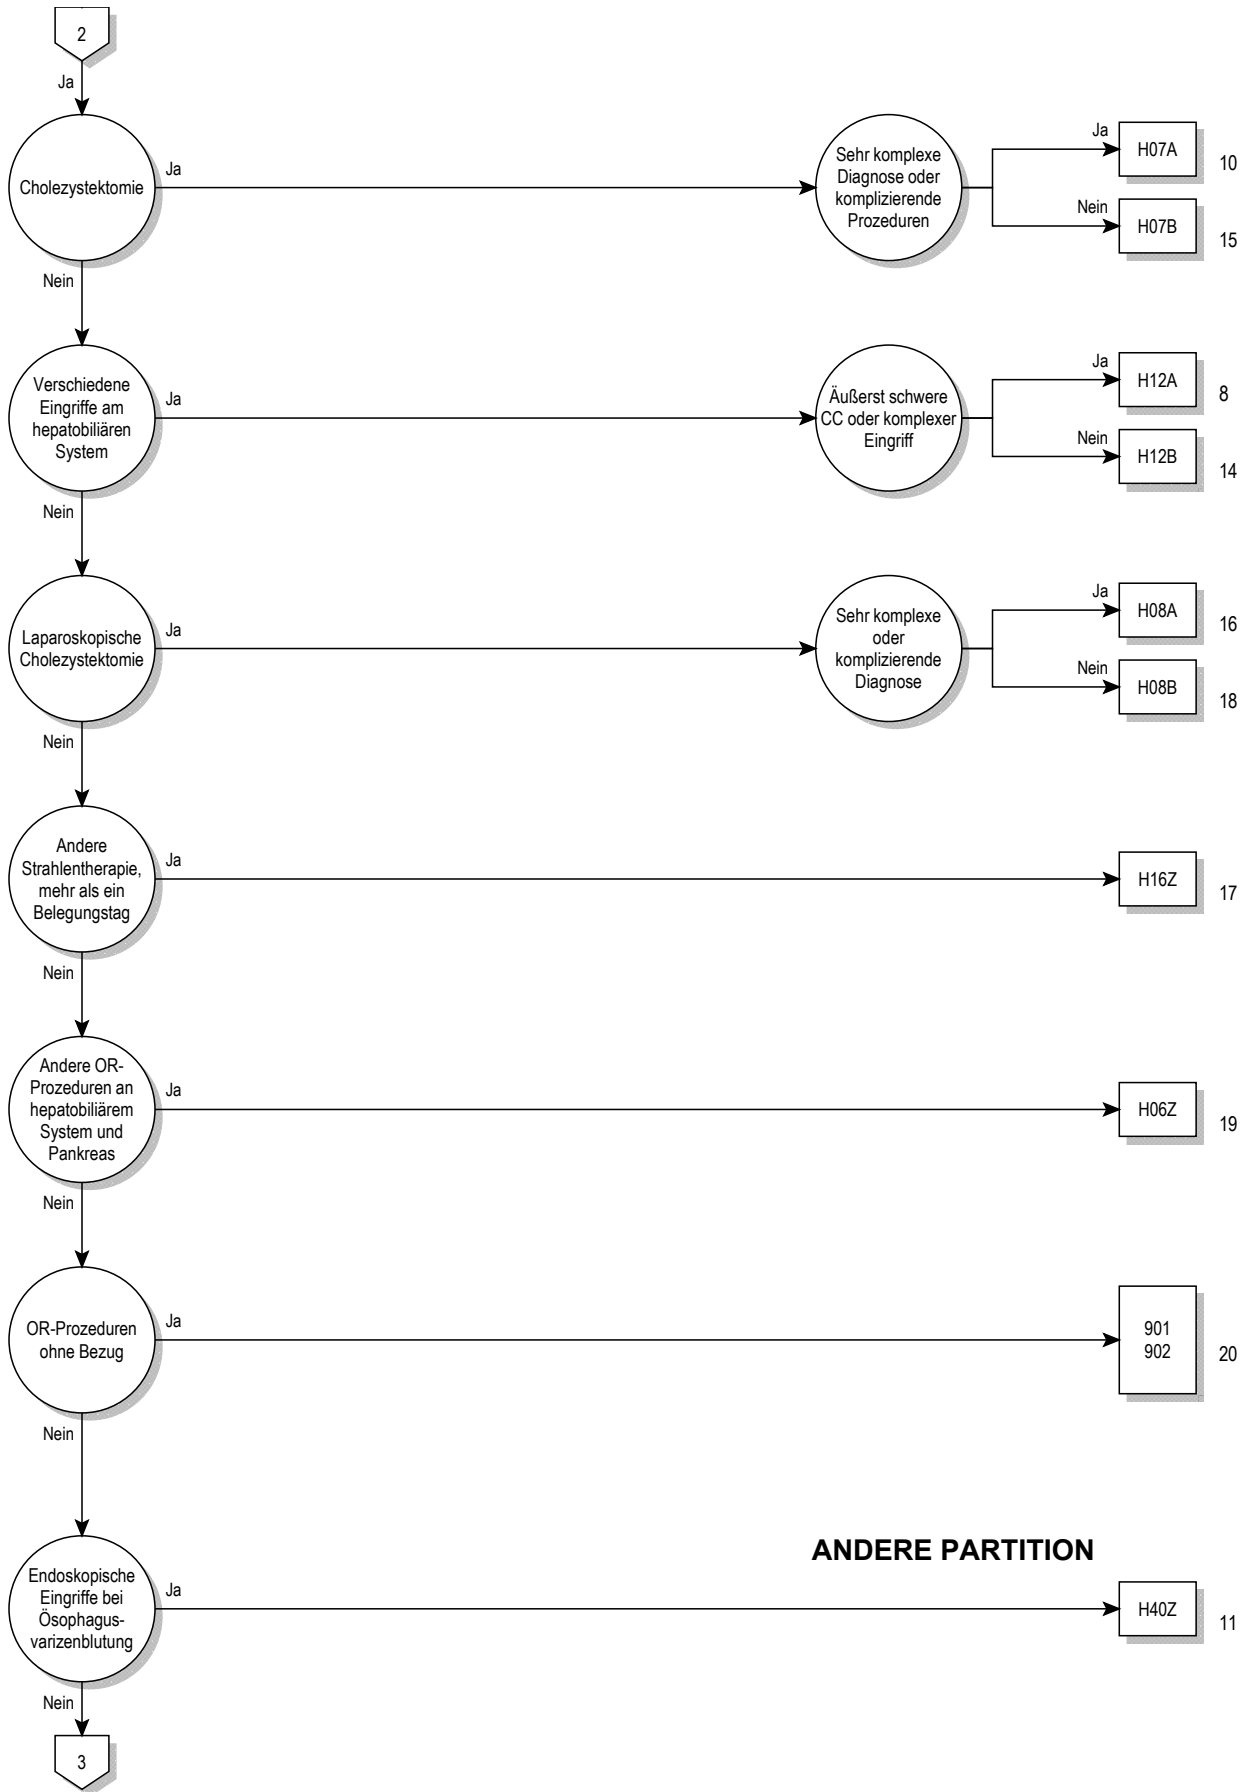 2
Ja
Cholezystektomie
Ja
Sehr komplexe
Diagnose oder
komplizierende
Prozeduren
Ja
H07A
10
Nein
H07B
15
Nein
Verschiedene
Eingriffe am
hepatobiliären
System
Ja
Äußerst schwere
CC oder komplexer
Eingriff
Ja
H12A
8
Nein
H12B
14
Nein
Laparoskopische
Cholezystektomie
Ja
Sehr komplexe
oder
komplizierende
Diagnose
Ja
H08A
16
Nein
H08B
18
Nein
Andere
Strahlentherapie,
mehr als ein
Belegungstag
Ja
H16Z
17
Nein
Andere OR-
Prozeduren an
hepatobiliärem
System und
Pankreas
Ja
H06Z
19
Nein
OR-Prozeduren
ohne Bezug
Ja
901
902
20
Nein
ANDERE PARTITION
Endoskopische
Eingriffe bei
Ösophagus-
varizenblutung
Ja
H40Z
11
Nein
3